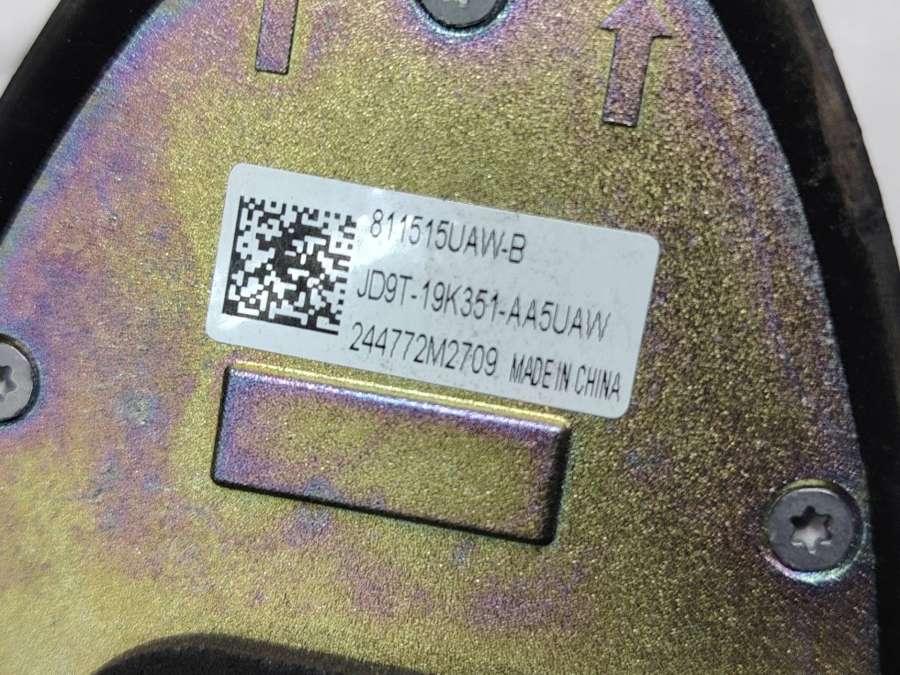 811515UAW-B
JD9T-19K351-AA5UAW
244772M2709 MADE IN CHINA